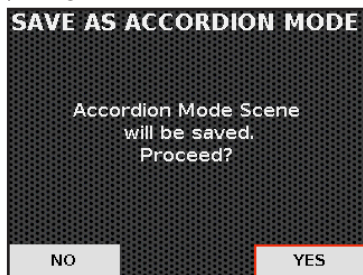 SAVE AS ACCORDION MODE
Accordion Mode Scene
will be saved.
Proceed?
NO
YES